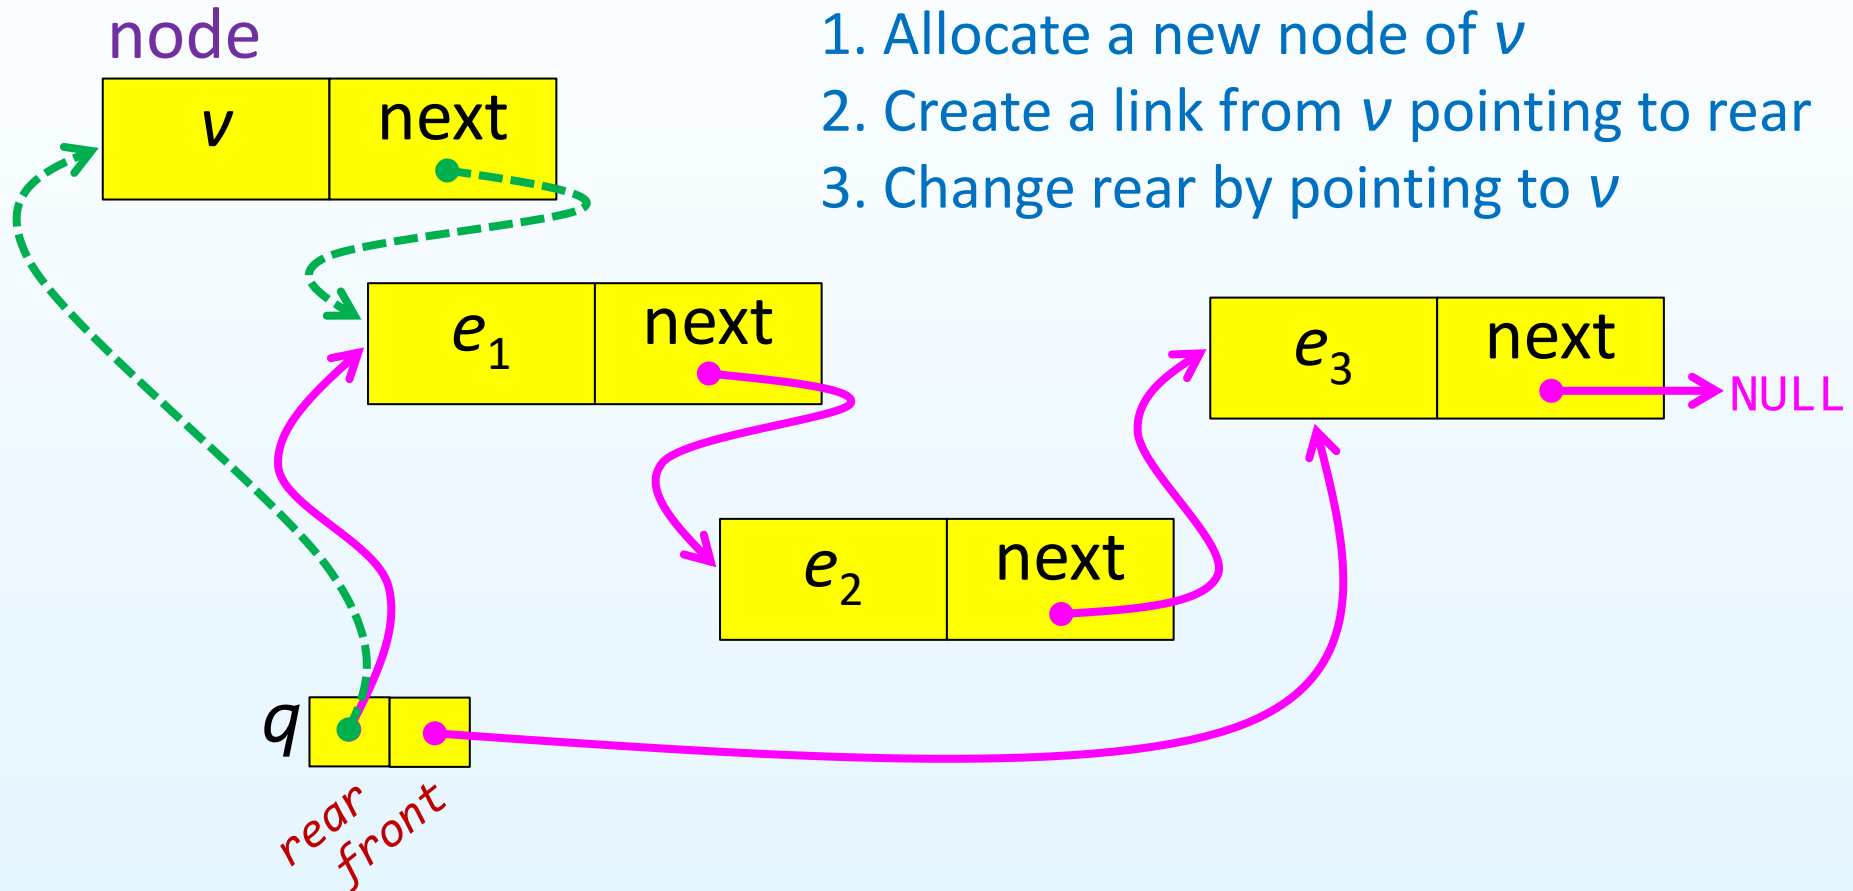 node
1. Allocate a new node of v
2. Create a link from v pointing to rear
3. Change rear by pointing to v
v next
e1 next
e3 next
NULL
e2 next
q
rear
front